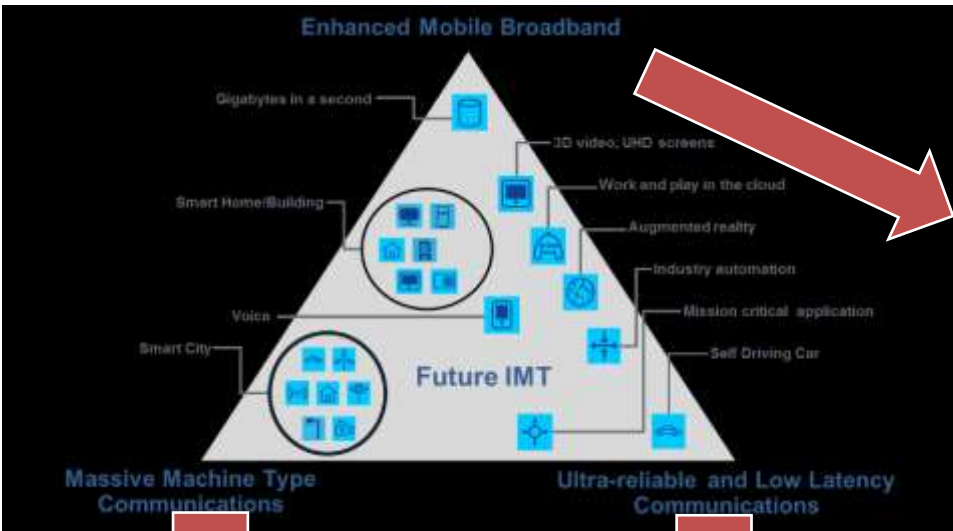 Enhanced Mobile Broadband
Gigabytes in a second
3D video, UHD screens
Smart Home/Building
Work and play in the cloud
Augmented reality
Industry automation
Voice
Mission critical application
Smart City
Self Driving Car
Future IMT
Massive Machine Type
Communications
Ultra-reliable and Low Latency
Communications